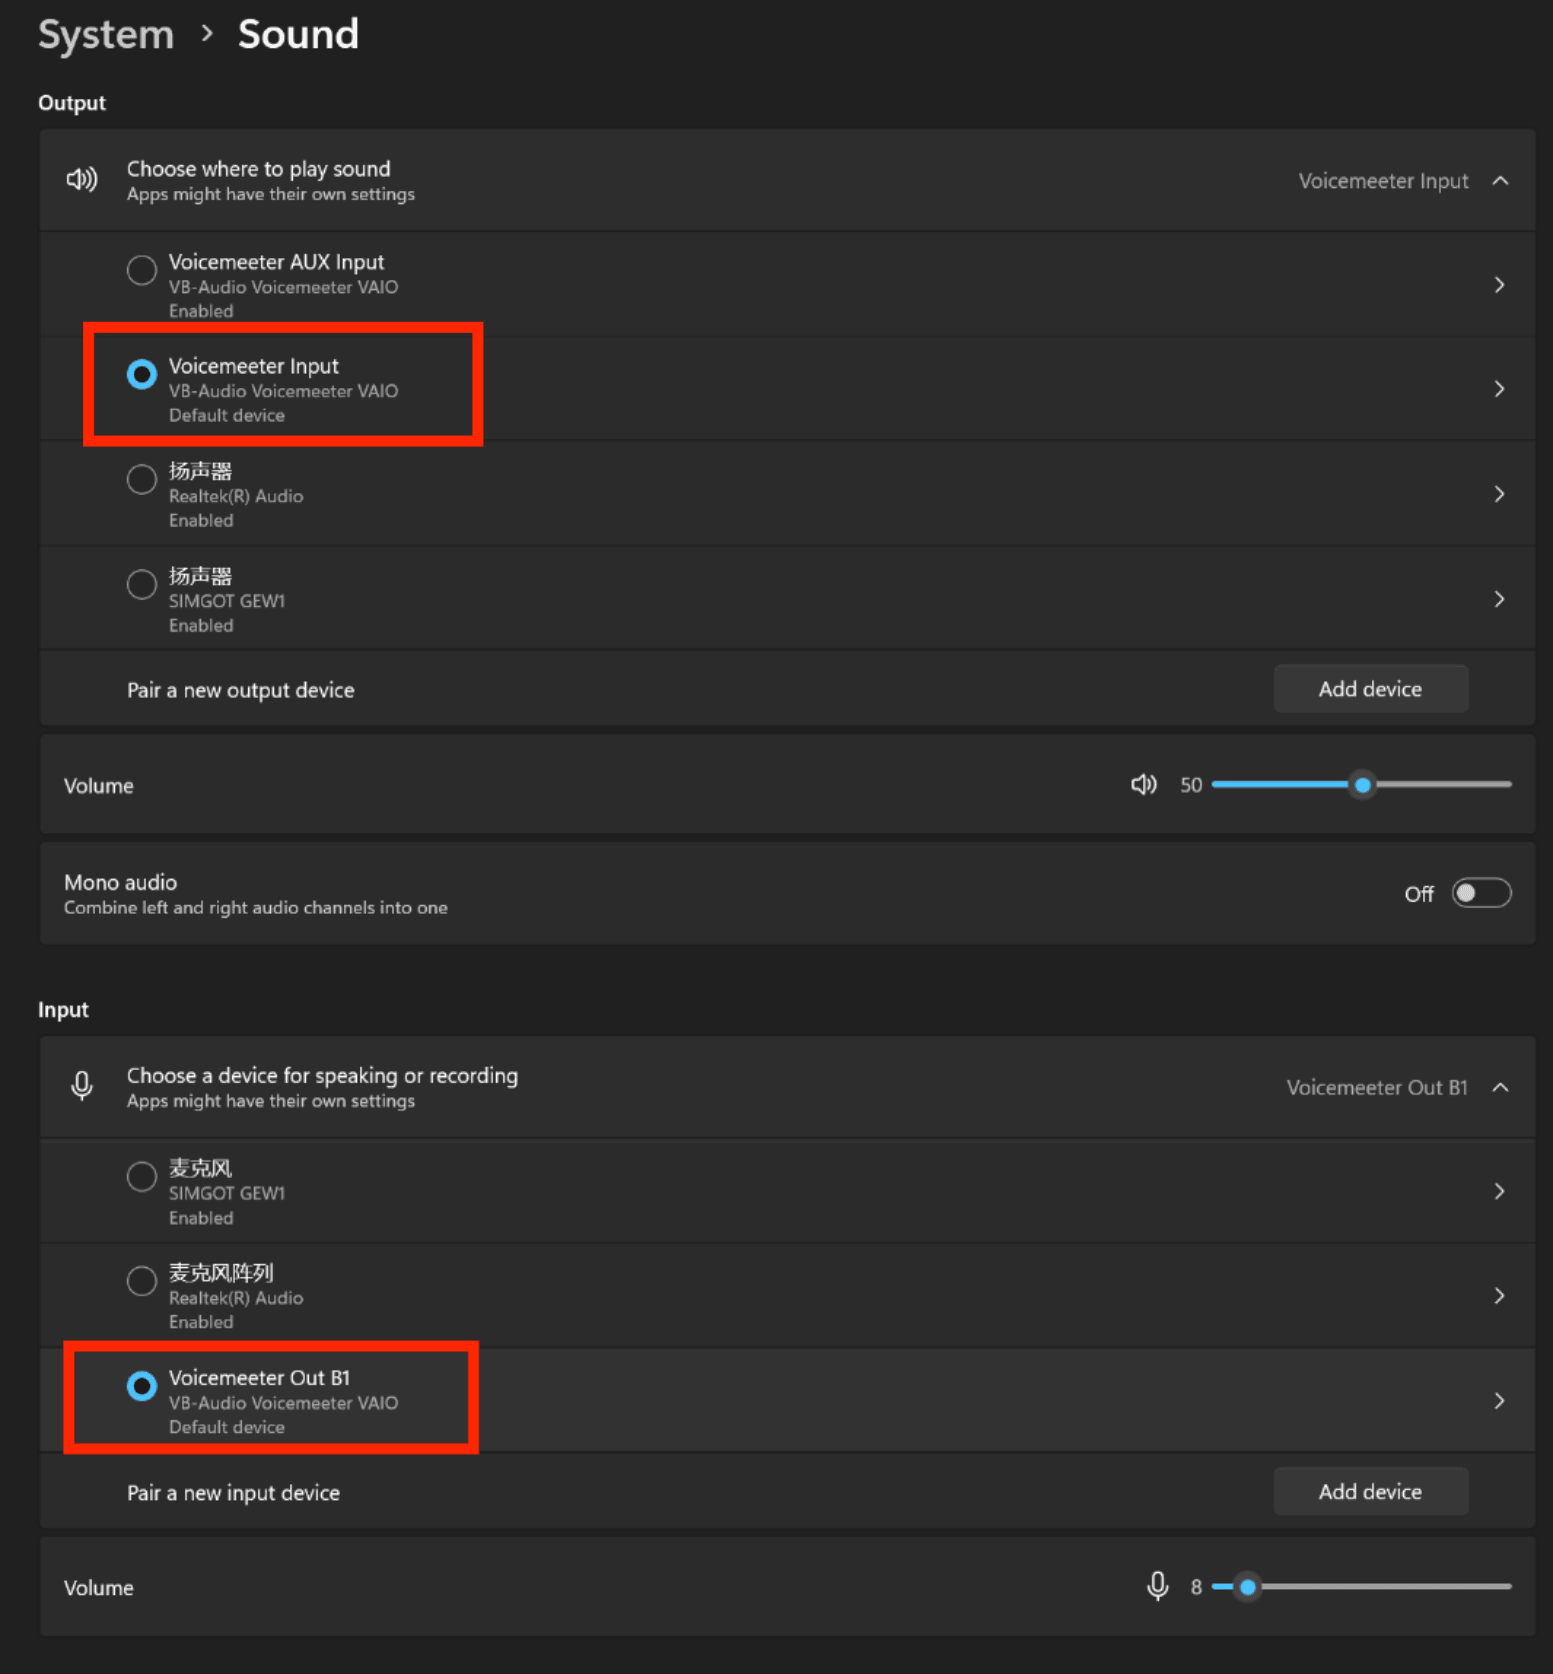 System > Sound
Output
Choose where to play sound
Apps might have their own settings
Voicemeeter Input
Voicemeeter AUX Input
VB-Audio Voicemeeter VAIO
Enabled
Voicemeeter Input
VB-Audio Voicemeeter VAIO
Default device
扬声器
Realtek(R) Audio
Enabled
扬声器
SIMGOT GEW1
Enabled
Pair a new output device
Add device
Volume
50
Mono audio
Combine left and right audio channels into one
Off
Input
Choose a device for speaking or recording
Apps might have their own settings
Voicemeeter Out B1
麦克风
SIMGOT GEW1
Enabled
麦克风阵列
Realtek(R) Audio
Enabled
Voicemeeter Out B1
VB-Audio Voicemeeter VAIO
Default device
Pair a new input device
Add device
Volume
8